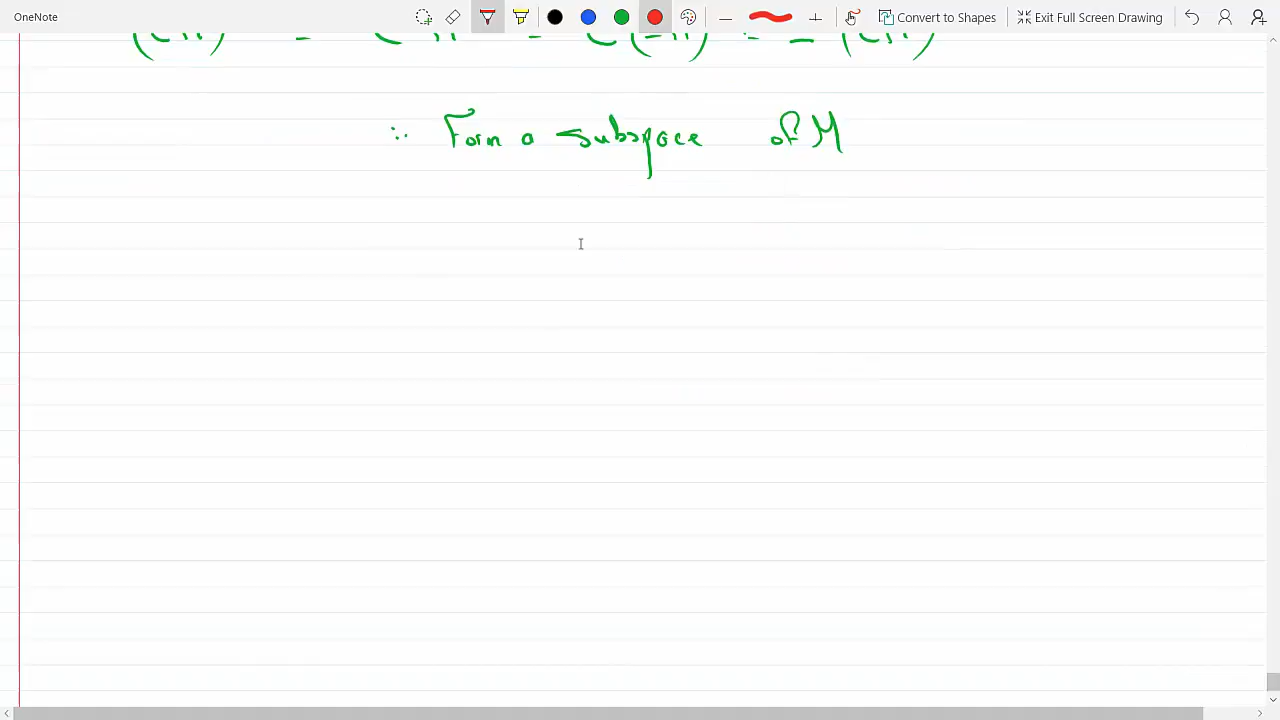 OneNote
Convert to Shapes
Exit Full Screen Drawing
∴ Form a subspace of M